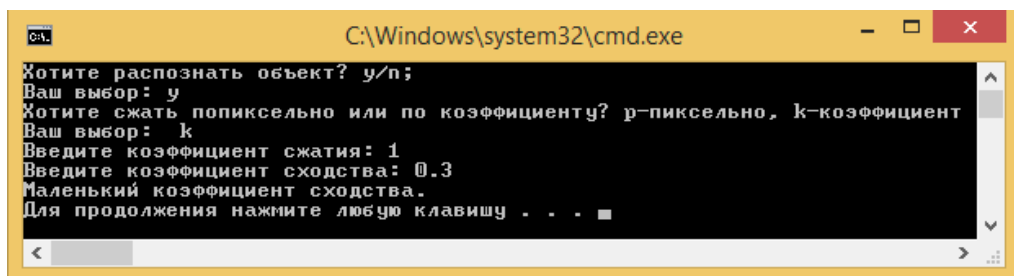 C:\Windows\system32\cmd.exe
Хотите распознать объект? y/n;
Ваш выбор: y
Хотите сжать попиксельно или по коэффициенту? p-пиксельно, k-коэффициент
Ваш выбор:  k
Введите коэффициент сжатия: 1
Введите коэффициент сходства: 0.3
Маленький коэффициент сходства.
Для продолжения нажмите любую клавишу . . .